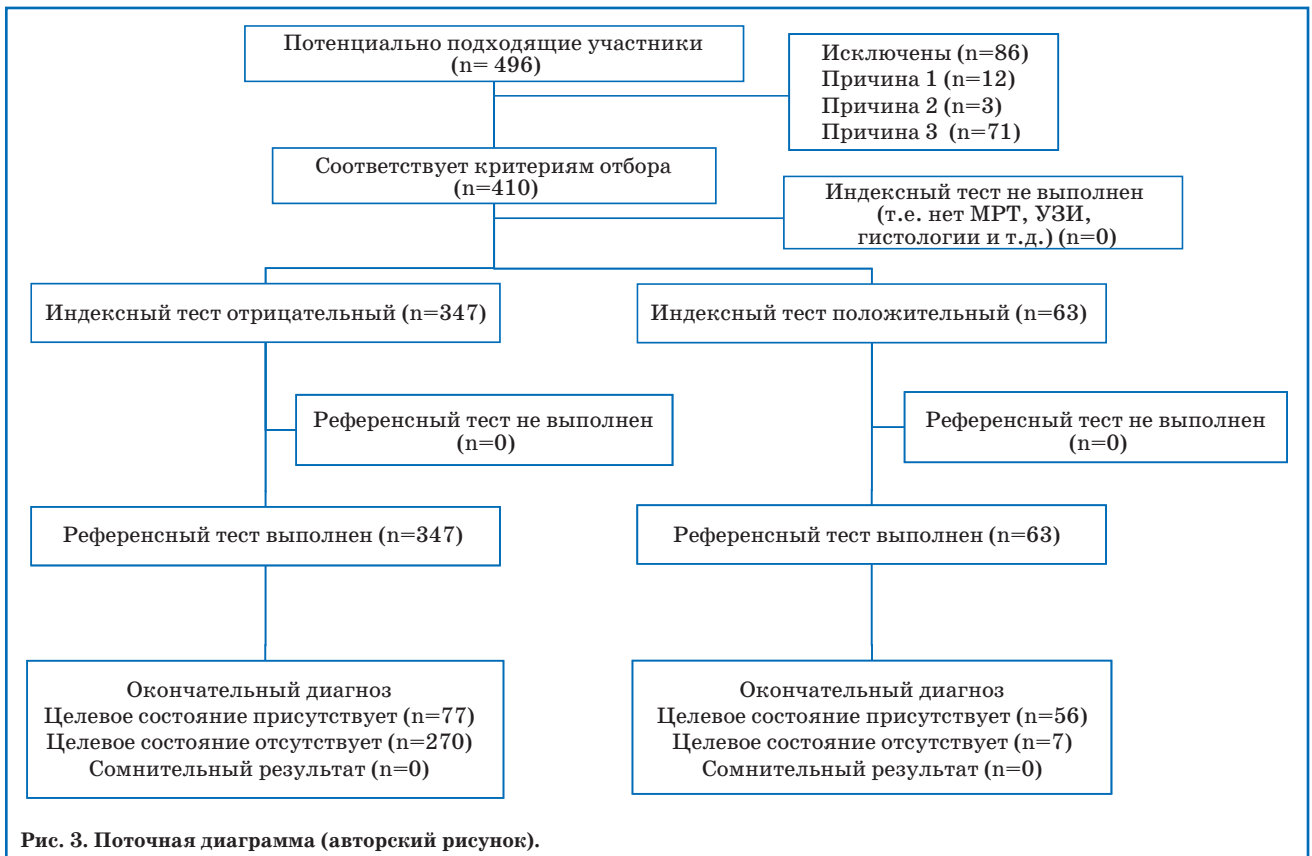 Потенциально подходящие участники
(n= 496)
Исключены (n=86)
Причина 1 (n=12)
Причина 2 (n=3)
Причина 3 (n=71)
Соответствует критериям отбора
(n=410)
Индексный тест не выполнен
(т.е. нет МРТ, УЗИ,
гистологии и т.д.) (n=0)
Индексный тест отрицательный (n=347)
Индексный тест положительный (n=63)
Референсный тест не выполнен
(n=0)
Референсный тест не выполнен
(n=0)
Референсный тест выполнен (n=347)
Референсный тест выполнен (n=63)
Окончательный диагноз
Целевое состояние присутствует (n=77)
Целевое состояние отсутствует (n=270)
Сомнительный результат (n=0)
Окончательный диагноз
Целевое состояние присутствует (n=56)
Целевое состояние отсутствует (n=7)
Сомнительный результат (n=0)
Рис. 3. Поточная диаграмма (авторский рисунок).